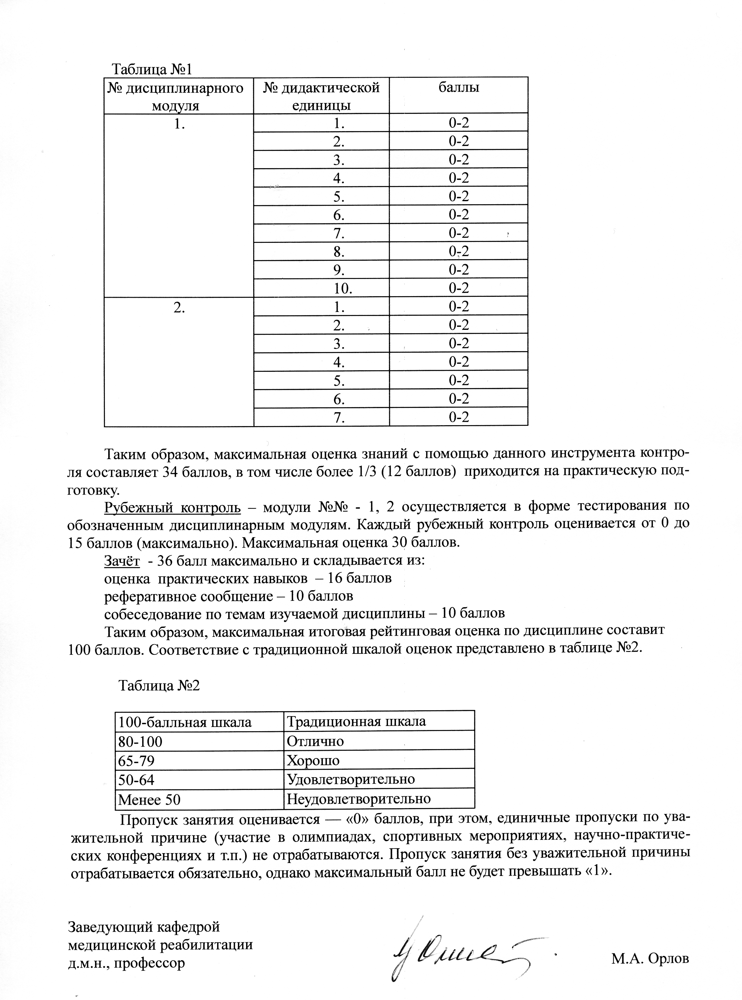 Таблица №1
№ дисциплинарного модуля № дидактической единицы баллы
1. 1. 0-2
2. 0-2
3. 0-2
4. 0-2
5. 0-2
6. 0-2
7. 0-2
8. 0-2
9. 0-2
10. 0-2
2. 1. 0-2
2. 0-2
3. 0-2
4. 0-2
5. 0-2
6. 0-2
7. 0-2
Таким образом, максимальная оценка знаний с помощью данного инструмента контро-
ля составляет 34 баллов, в том числе более 1/3 (12 баллов) приходится на практическую под-
готовку.
Рубежный контроль – модули №№ - 1, 2 осуществляется в форме тестирования по
обозначенным дисциплинарным модулям. Каждый рубежный контроль оценивается от 0 до
15 баллов (максимально). Максимальная оценка 30 баллов.
Зачёт - 36 балл максимально и складывается из:
оценка практических навыков – 16 баллов
реферативное сообщение – 10 баллов
собеседование по темам изучаемой дисциплины – 10 баллов
Таким образом, максимальная итоговая рейтинговая оценка по дисциплине составит
100 баллов. Соответствие с традиционной шкалой оценок представлено в таблице №2.
Таблица №2
100-балльная шкала Традиционная шкала
80-100 Отлично
65-79 Хорошо
50-64 Удовлетворительно
Менее 50 Неудовлетворительно
Пропуск занятия оценивается — «0» баллов, при этом, единичные пропуски по ува-
жительной причине (участие в олимпиадах, спортивных мероприятиях, научно-практиче-
ских конференциях и т.п.) не отрабатываются. Пропуск занятия без уважительной причины
отрабатывается обязательно, однако максимальный балл не будет превышать «1».
Заведующий кафедрой
медицинской реабилитации
д.м.н., профессор М.А. Орлов